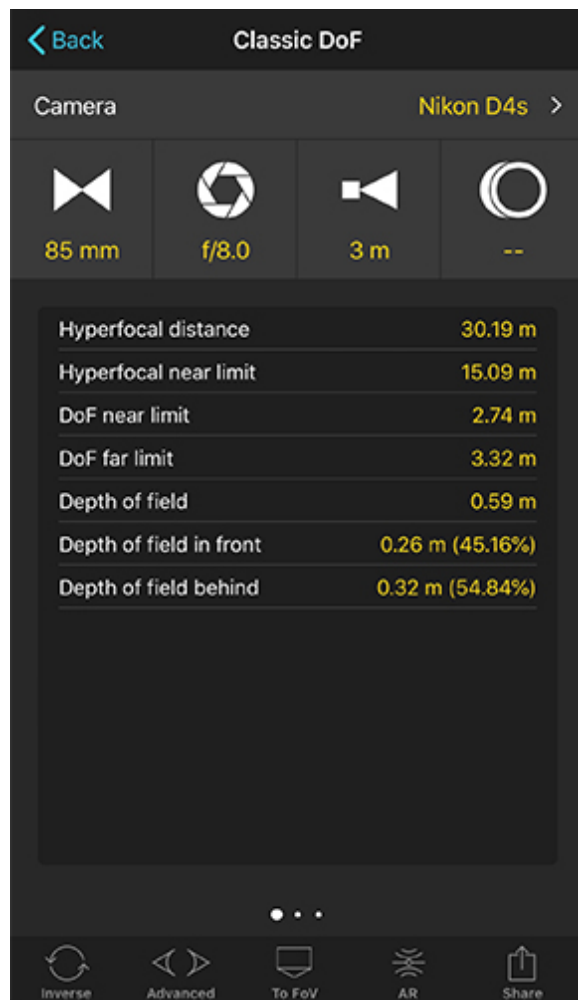 Back Classic DoF
Camera Nikon D4s
85 mm f/8.0 3 m --
Hyperfocal distance 30.19 m
Hyperfocal near limit 15.09 m
DoF near limit 2.74 m
DoF far limit 3.32 m
Depth of field 0.59 m
Depth of field in front 0.26 m (45.16%)
Depth of field behind 0.32 m (54.84%)
Inverse Advanced To FoV AR Share